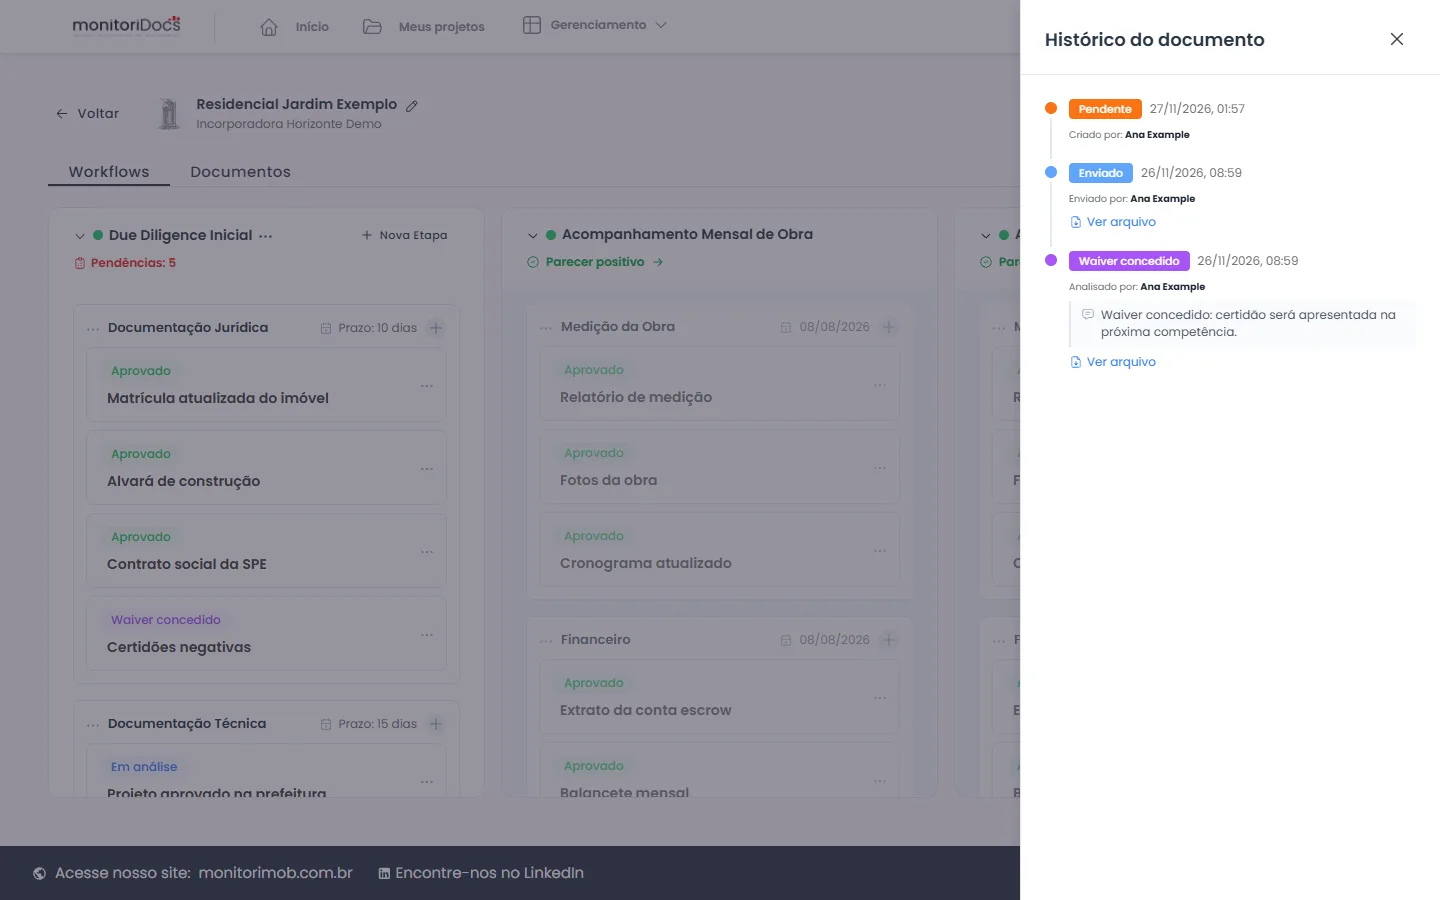 monitoriDocs
Início
Meus projetos
Gerenciamento
Voltar
Residencial Jardim Exemplo
Incorporadora Horizonte Demo
Workflows
Documentos
Due Diligence Inicial
Nova Etapa
Pendências: 5
Documentação Jurídica
Prazo: 10 dias
Aprovado
Matrícula atualizada do imóvel
Aprovado
Alvará de construção
Aprovado
Contrato social da SPE
Waiver concedido
Certidões negativas
Documentação Técnica
Prazo: 15 dias
Em análise
Projeto aprovado na prefeitura
Acompanhamento Mensal de Obra
Parecer positivo
Medição da Obra
08/08/2026
Aprovado
Relatório de medição
Aprovado
Fotos da obra
Aprovado
Cronograma atualizado
Financeiro
08/08/2026
Aprovado
Extrato da conta escrow
Aprovado
Balancete mensal
Histórico do documento
Pendente 27/11/2026, 01:57
Criado por: Ana Example
Enviado 26/11/2026, 08:59
Enviado por: Ana Example
Ver arquivo
Waiver concedido 26/11/2026, 08:59
Analisado por: Ana Example
Waiver concedido: certidão será apresentada na
próxima competência.
Ver arquivo
Acesse nosso site: monitorimob.com.br
Encontre-nos no LinkedIn